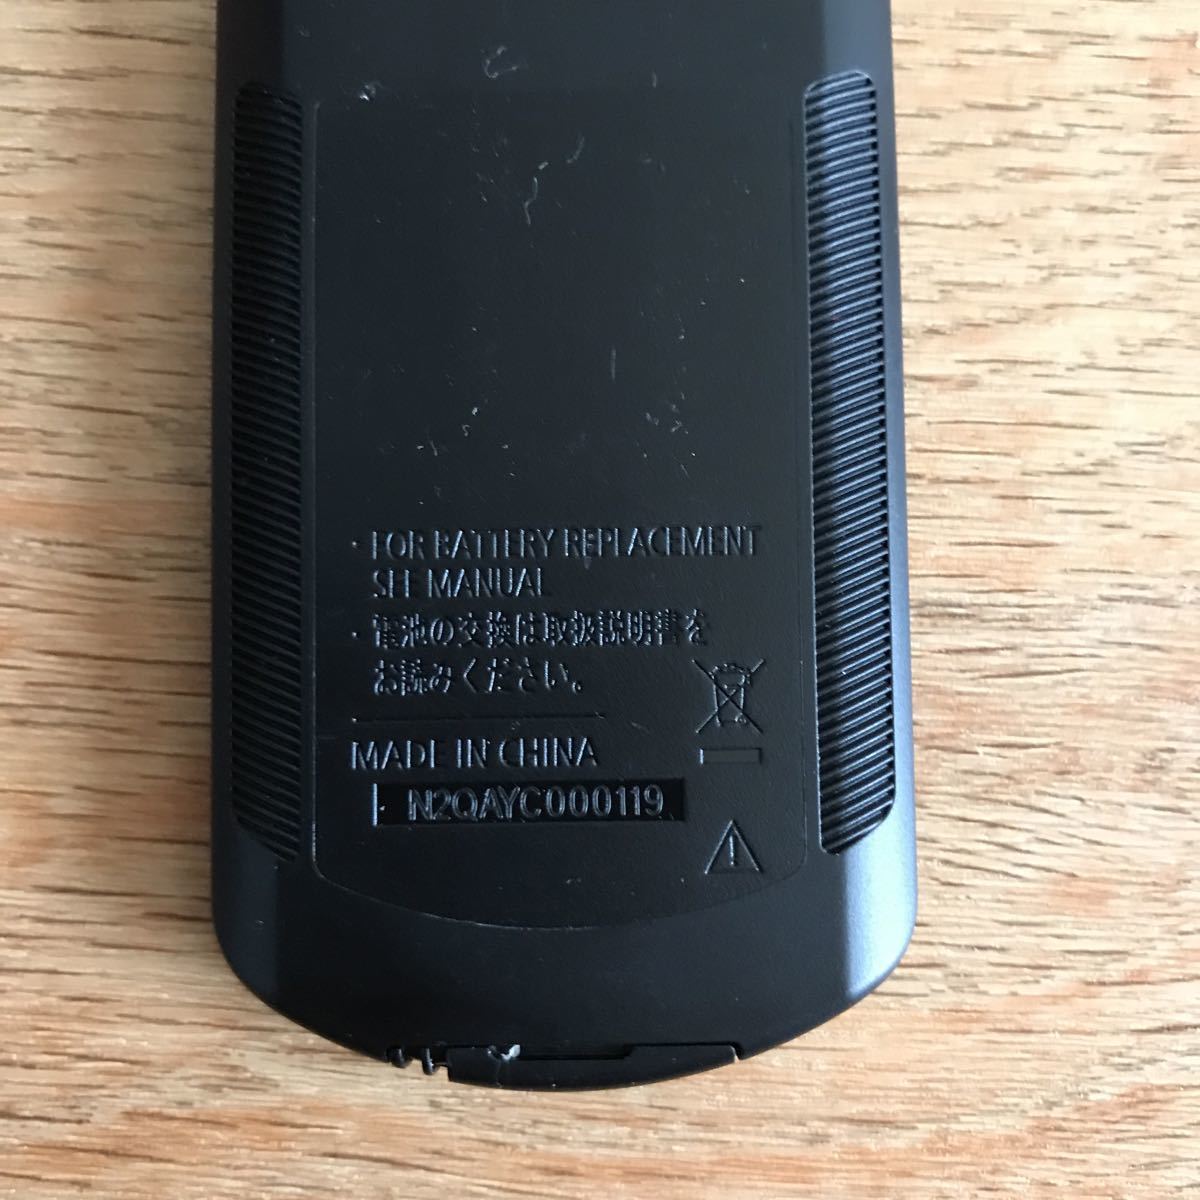 ・FOR BATTERY REPLACEMENT
SEE MANUAL
・電池の交換は取扱説明書を
お読みください。
MADE IN CHINA
N2QAYC000119